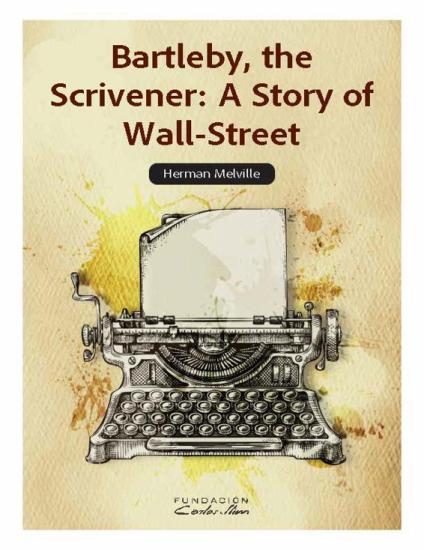 Bartleby, the
Scrivener: A Story of
Wall-Street
Herman Melville
FUNDACIÓN
Carlos Slim